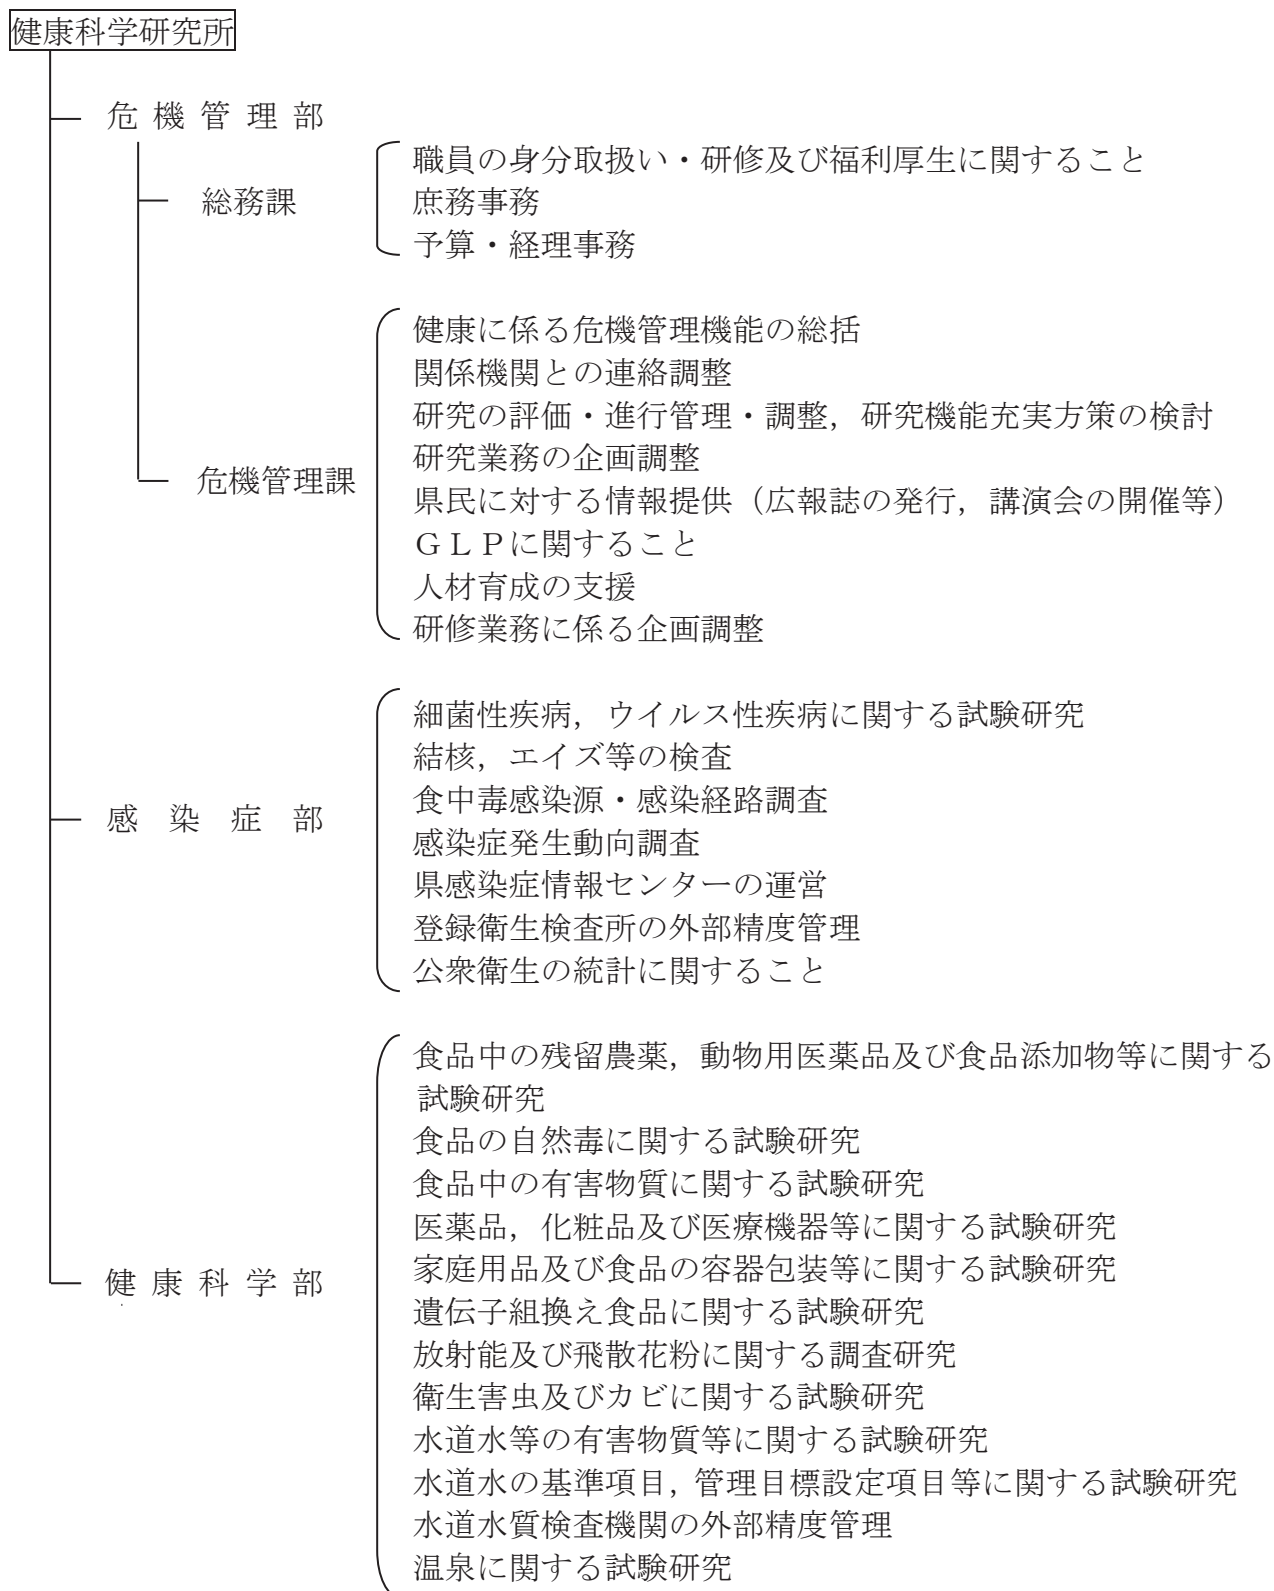 健康科学研究所
危機管理部
総務課
職員の身分取扱い・研修及び福利厚生に関すること
庶務事務
予算・経理事務
危機管理課
健康に係る危機管理機能の総括
関係機関との連絡調整
研究の評価・進行管理・調整，研究機能充実方策の検討
研究業務の企画調整
県民に対する情報提供（広報誌の発行，講演会の開催等）
ＧＬＰに関すること
人材育成の支援
研修業務に係る企画調整
感染症部
細菌性疾病，ウイルス性疾病に関する試験研究
結核，エイズ等の検査
食中毒感染源・感染経路調査
感染症発生動向調査
県感染症情報センターの運営
登録衛生検査所の外部精度管理
公衆衛生の統計に関すること
健康科学部
食品中の残留農薬，動物用医薬品及び食品添加物等に関する
試験研究
食品の自然毒に関する試験研究
食品中の有害物質に関する試験研究
医薬品，化粧品及び医療機器等に関する試験研究
家庭用品及び食品の容器包装等に関する試験研究
遺伝子組換え食品に関する試験研究
放射能及び飛散花粉に関する調査研究
衛生害虫及びカビに関する試験研究
水道水等の有害物質等に関する試験研究
水道水の基準項目，管理目標設定項目等に関する試験研究
水道水質検査機関の外部精度管理
温泉に関する試験研究